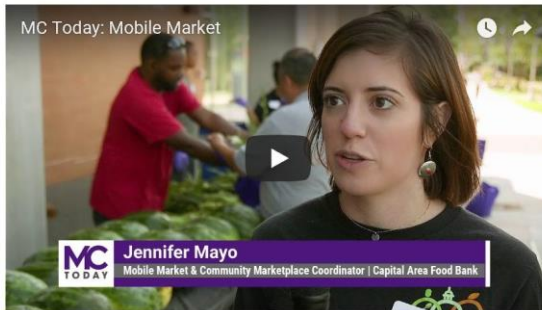 MC Today: Mobile Market
MC
TODAY
Jennifer Mayo
Mobile Market & Community Marketplace Coordinator | Capital Area Food Bank